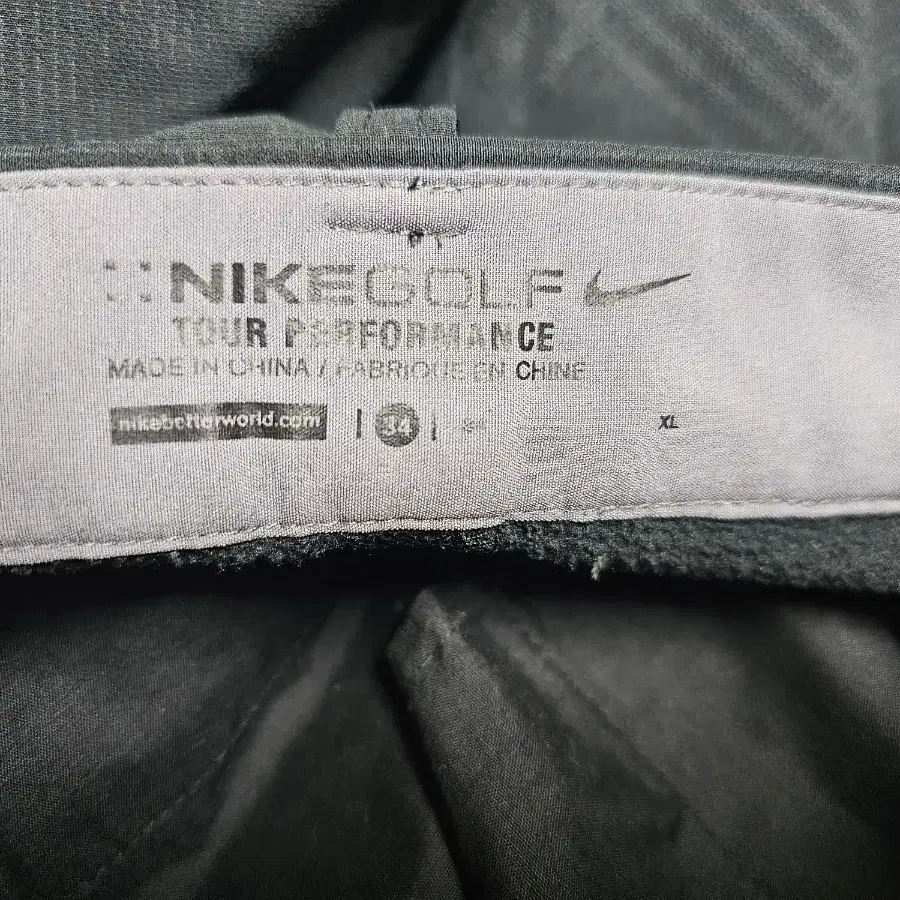 NIKEGOLF
TOUR PERFORMANCE
MADE IN CHINA / FABRIQUE EN CHINE
nikebetterworld.com | 34 | XL